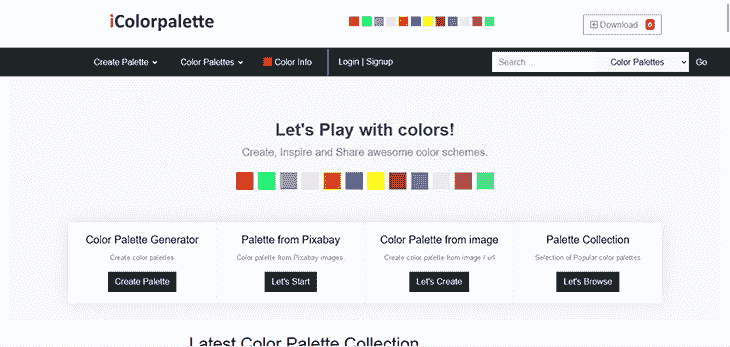 iColorpalette
Download 0
Create Palette Color Palettes Color Info Login | Signup Search ... Color Palettes Go
Let's Play with colors!
Create, Inspire and Share awesome color schemes.
Color Palette Generator
Create color palettes
Create Palette
Palette from Pixabay
Create color palette from Pixabay images.
Let's Start
Color Palette from image
Create color palette from image / url
Let's Create
Palette Collection
Selection of Popular color palettes
Let's Browse
Latest Color Palette Collection